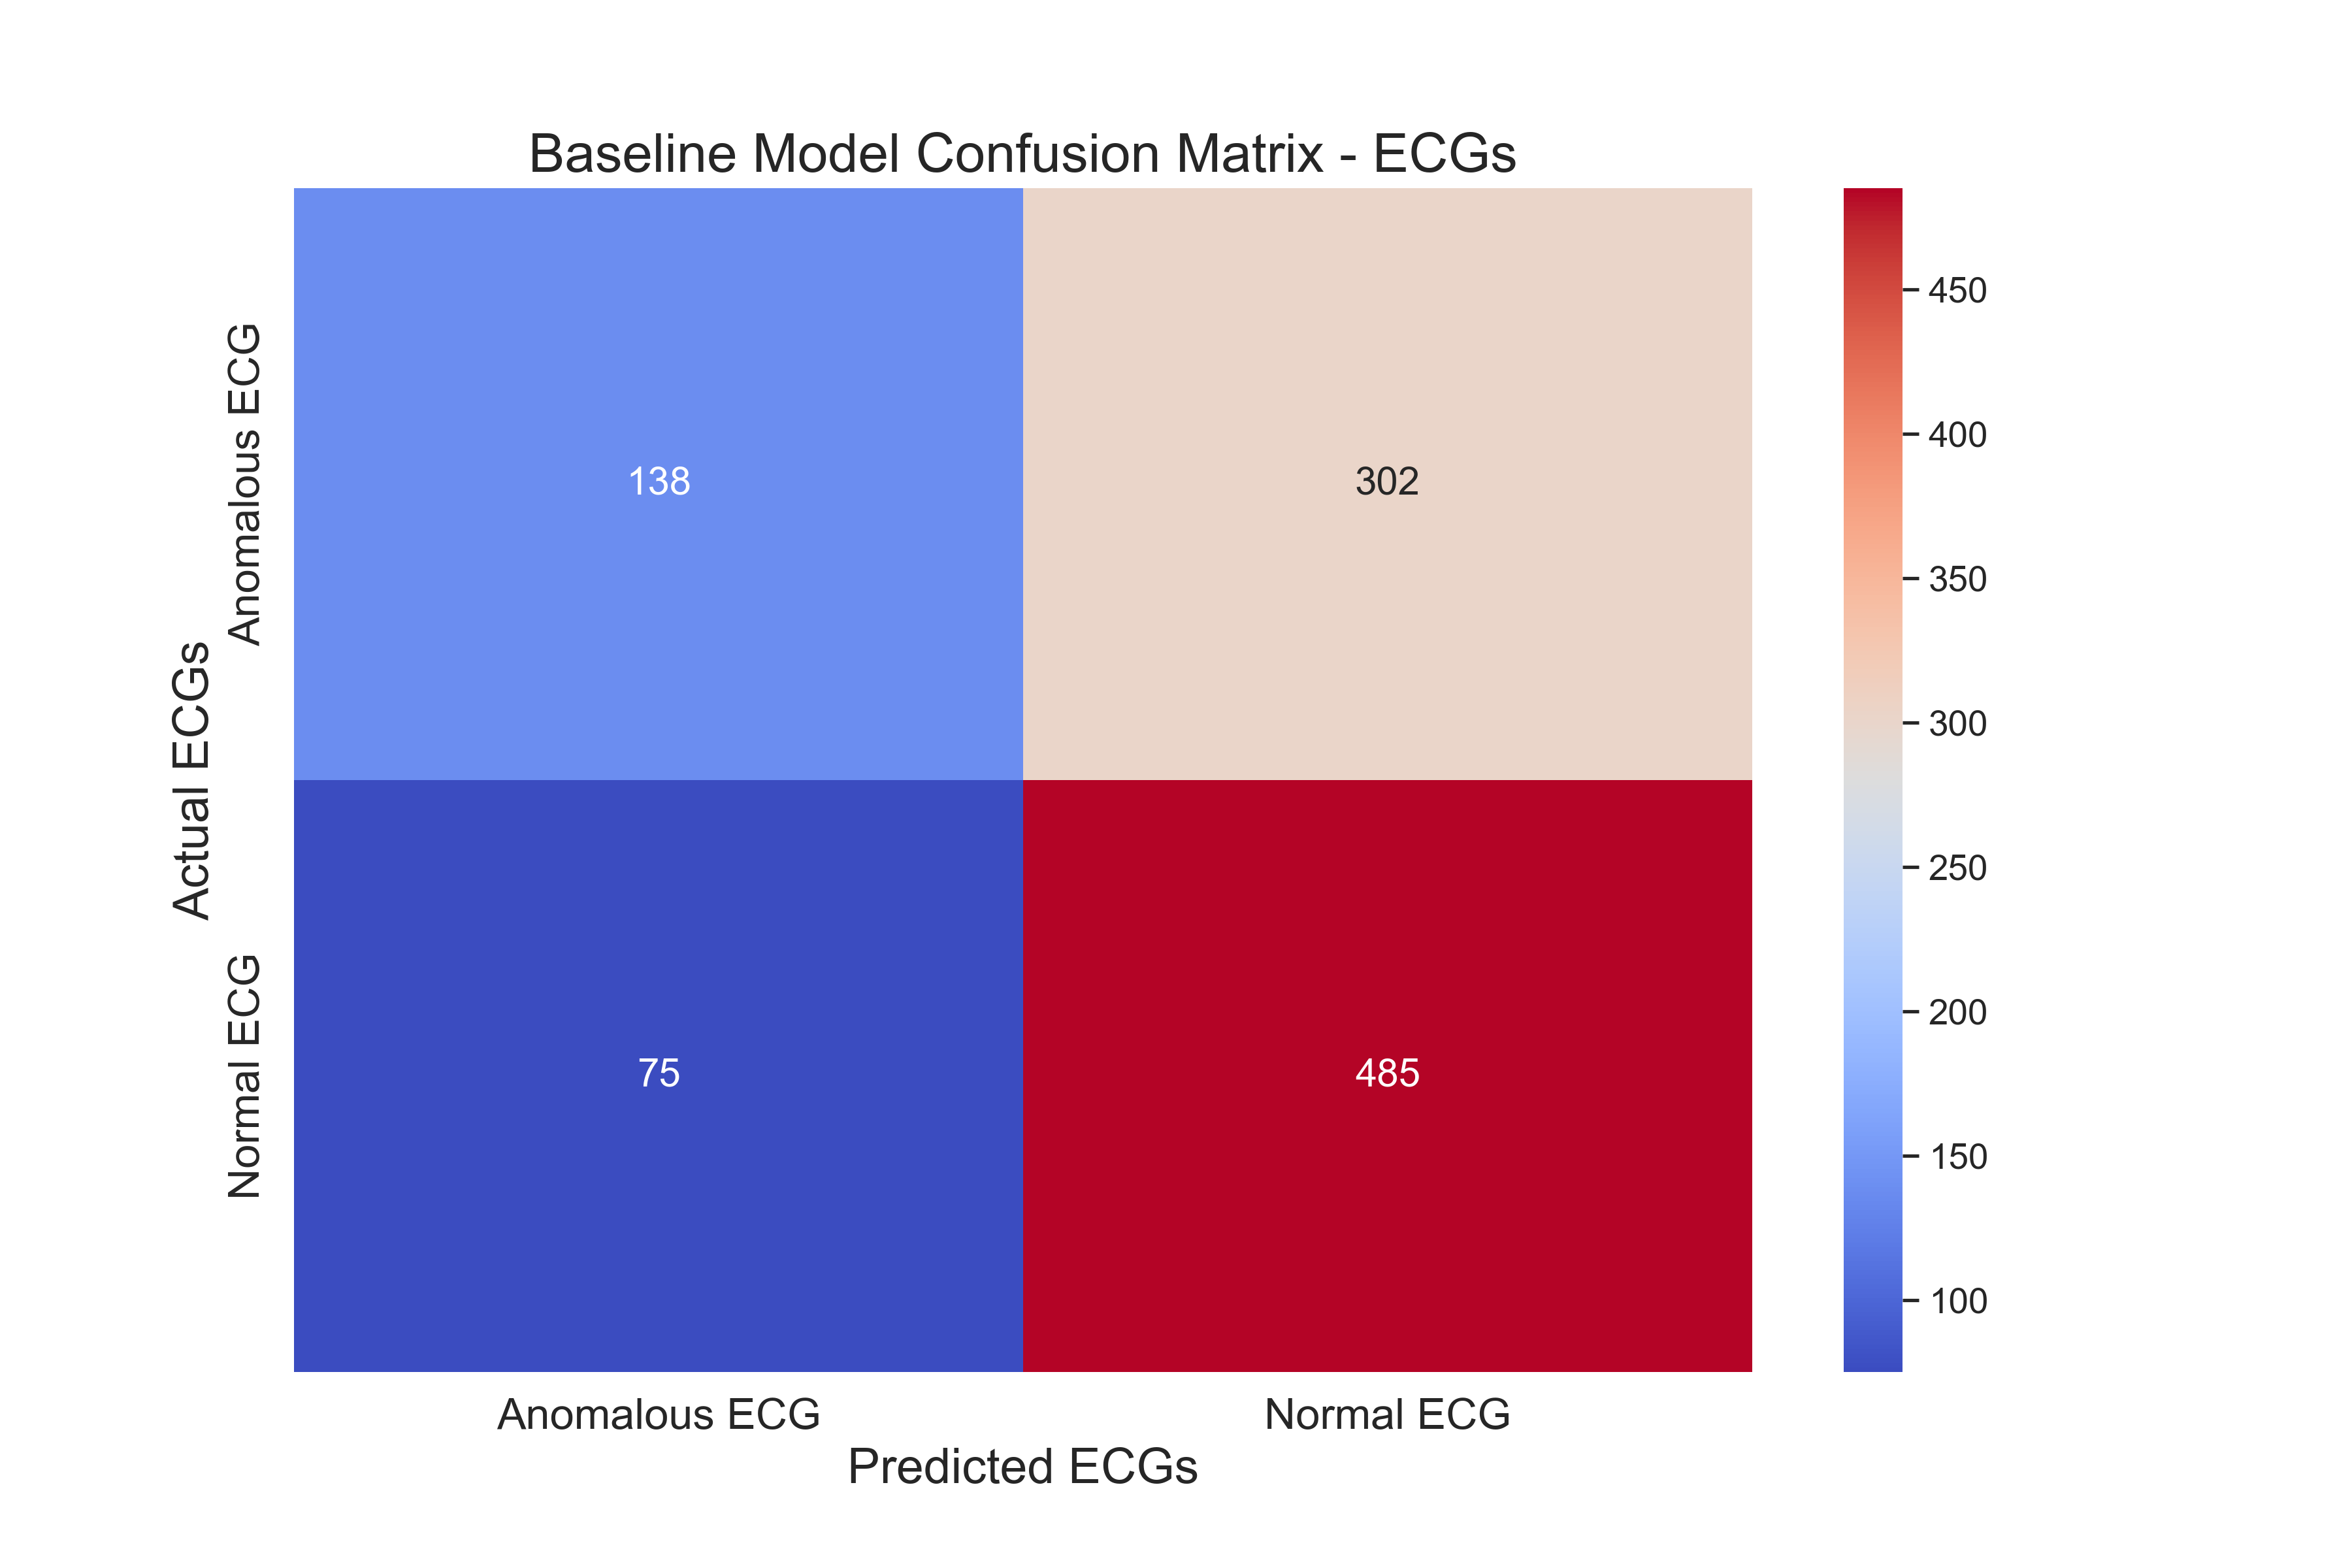 Baseline Model Confusion Matrix - ECGs
Actual ECGs
Anomalous ECG
138
302
Normal ECG
75
485
Anomalous ECG
Normal ECG
Predicted ECGs
450
400
350
300
250
200
150
100